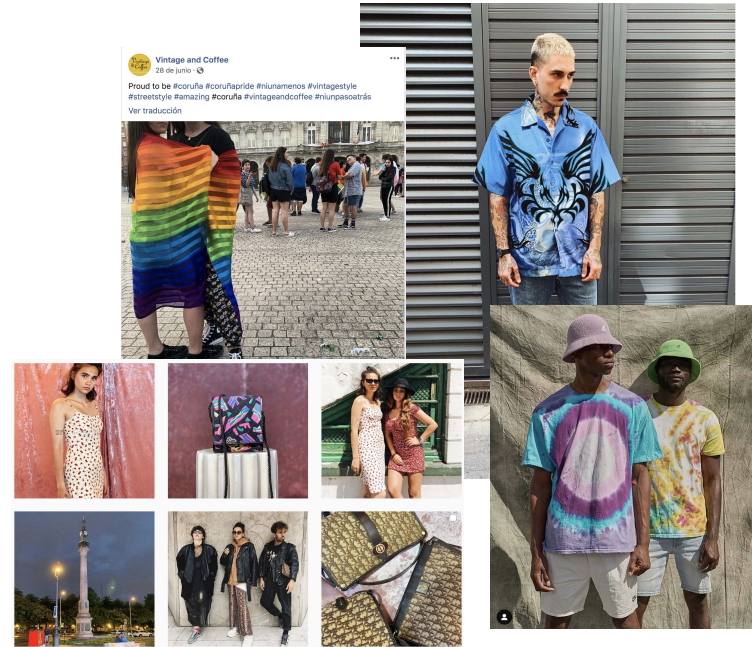 Vintage and Coffee
28 de junio ·
Proud to be #coruña #coruñapride #niunamenos #vintagestyle
#streetstyle #amazing #coruña #vintageandcoffee #niunpasoatrás
Ver traducción